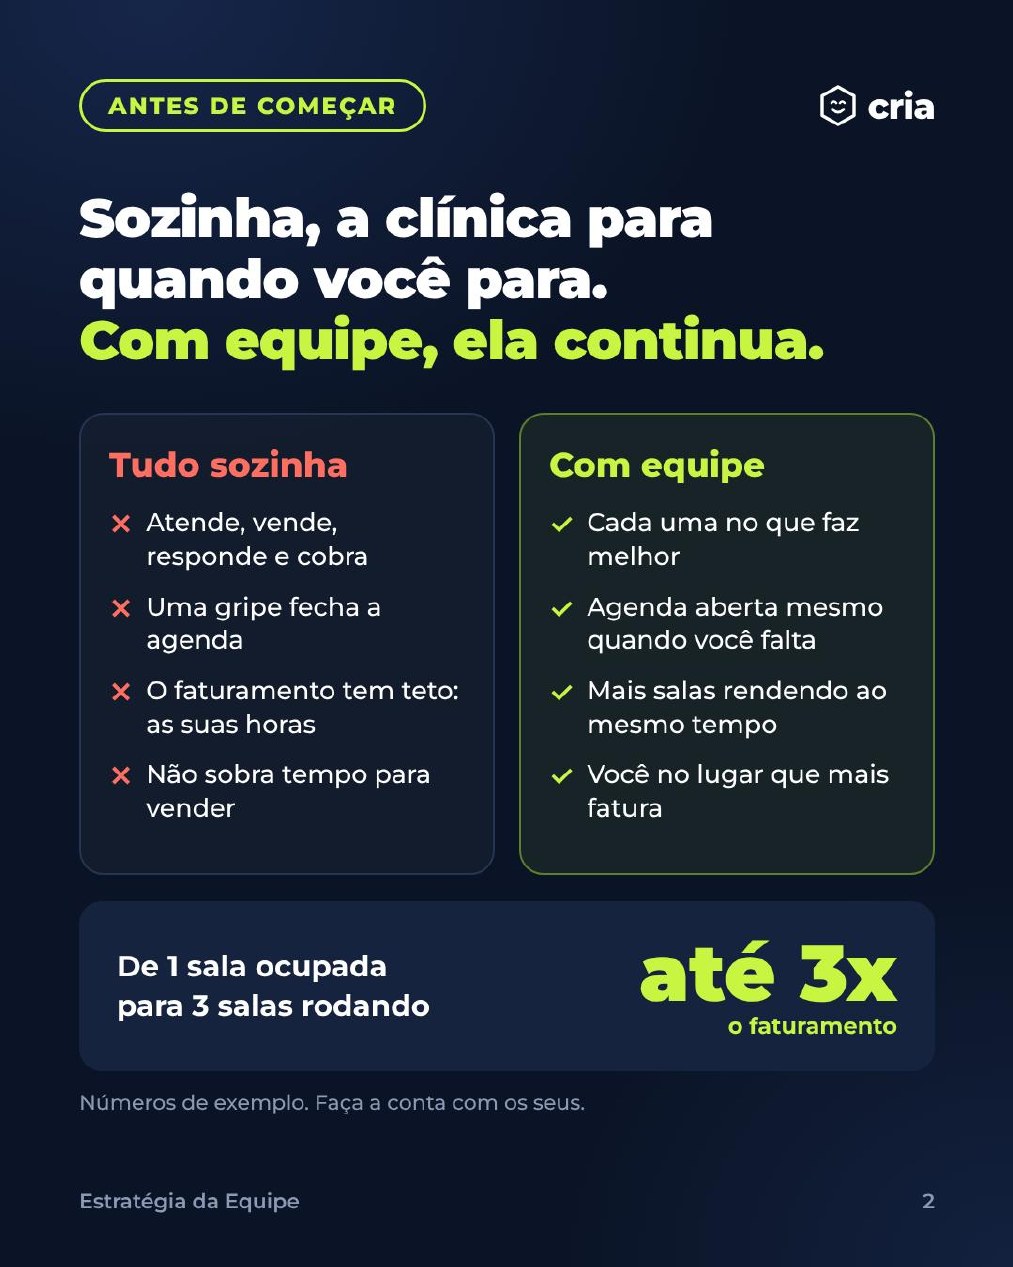 ANTES DE COMEÇAR
cria
Sozinha, a clínica para
quando você para.
Com equipe, ela continua.
Tudo sozinha
Atende, vende,
responde e cobra
Uma gripe fecha a
agenda
O faturamento tem teto:
as suas horas
Não sobra tempo para
vender
Com equipe
Cada uma no que faz
melhor
Agenda aberta mesmo
quando você falta
Mais salas rendendo ao
mesmo tempo
Você no lugar que mais
fatura
De 1 sala ocupada
para 3 salas rodando
até 3x
o faturamento
Números de exemplo. Faça a conta com os seus.
Estratégia da Equipe
2